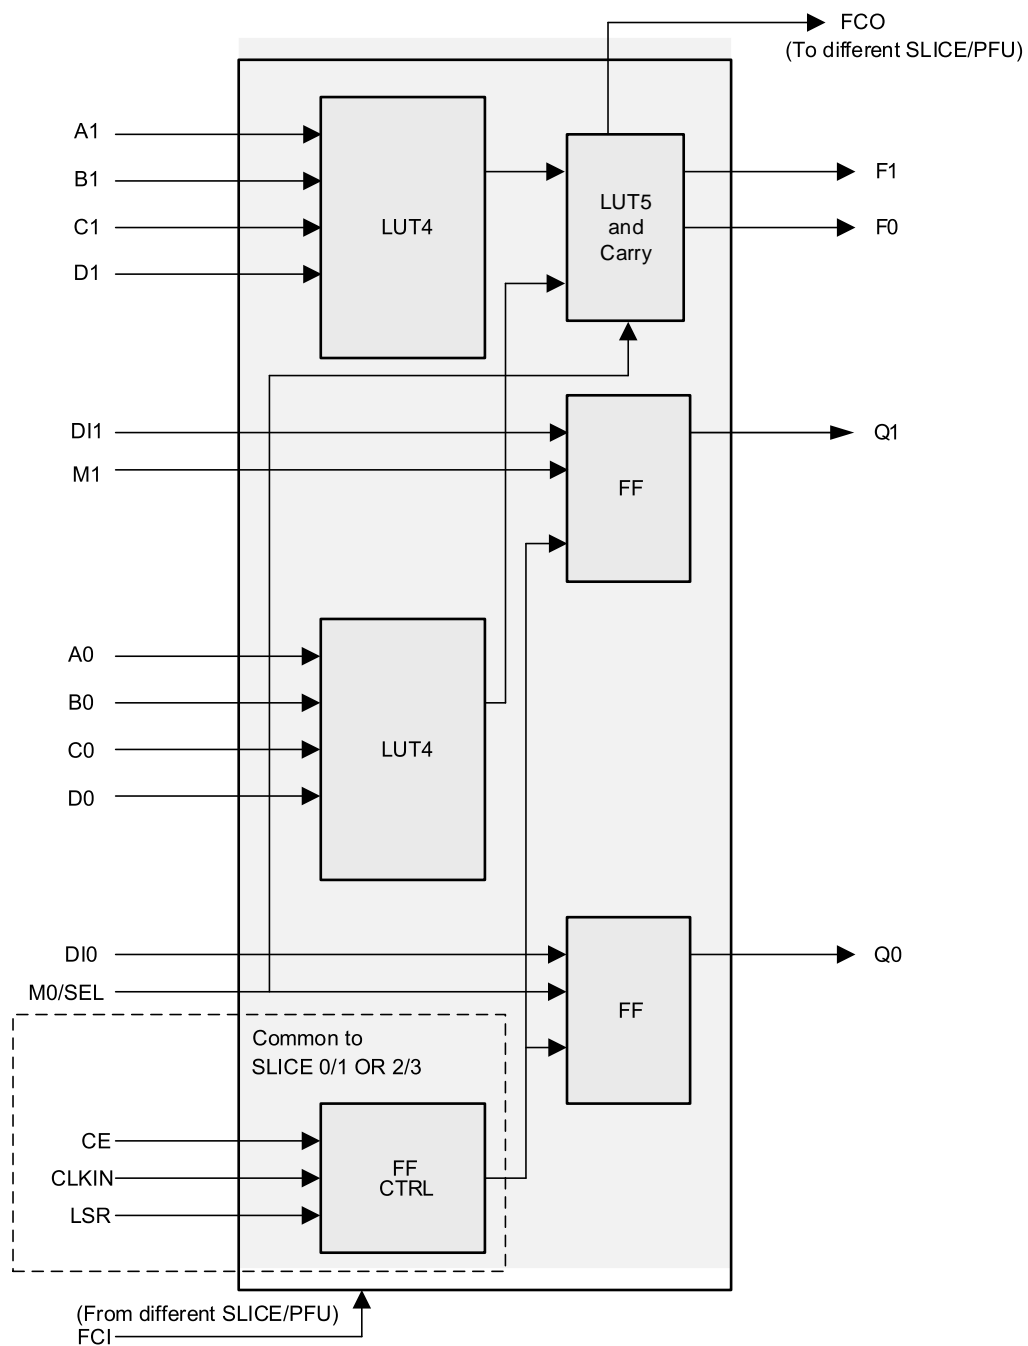 FCO
(To different SLICE/PFU)
A1
B1
C1
D1
LUT4
LUT5
and
Carry
F1
F0
DI1
M1
FF
Q1
A0
B0
C0
D0
LUT4
DI0
M0/SEL
FF
Q0
Common to
SLICE 0/1 OR 2/3
CE
CLKIN
LSR
FF
CTRL
(From different SLICE/PFU)
FCI